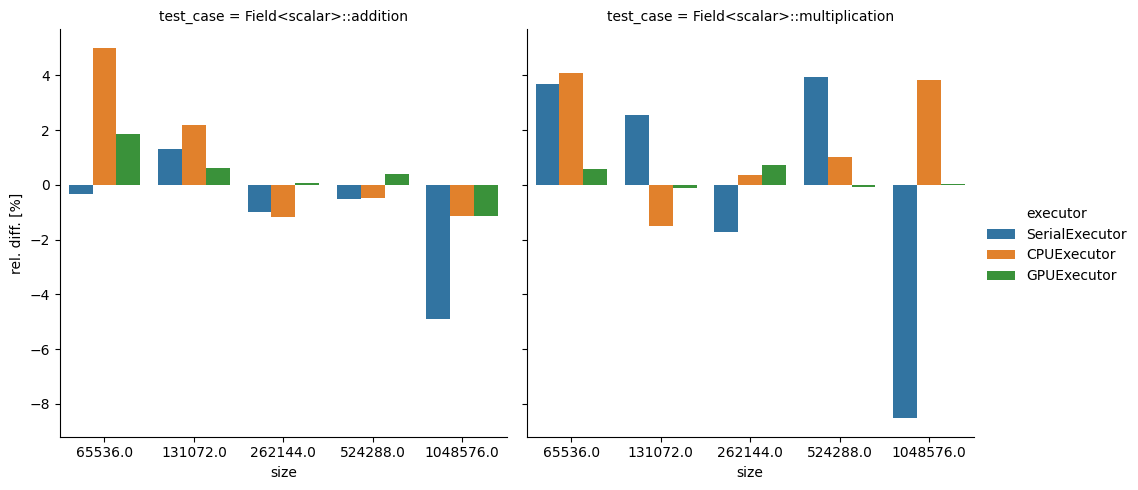 test_case = Field<scalar>::addition
test_case = Field<scalar>::multiplication
rel. diff. [%]
4
2
0
−2
−4
−6
−8
65536.0 131072.0 262144.0 524288.0 1048576.0
size
65536.0 131072.0 262144.0 524288.0 1048576.0
size
executor
SerialExecutor
CPUExecutor
GPUExecutor